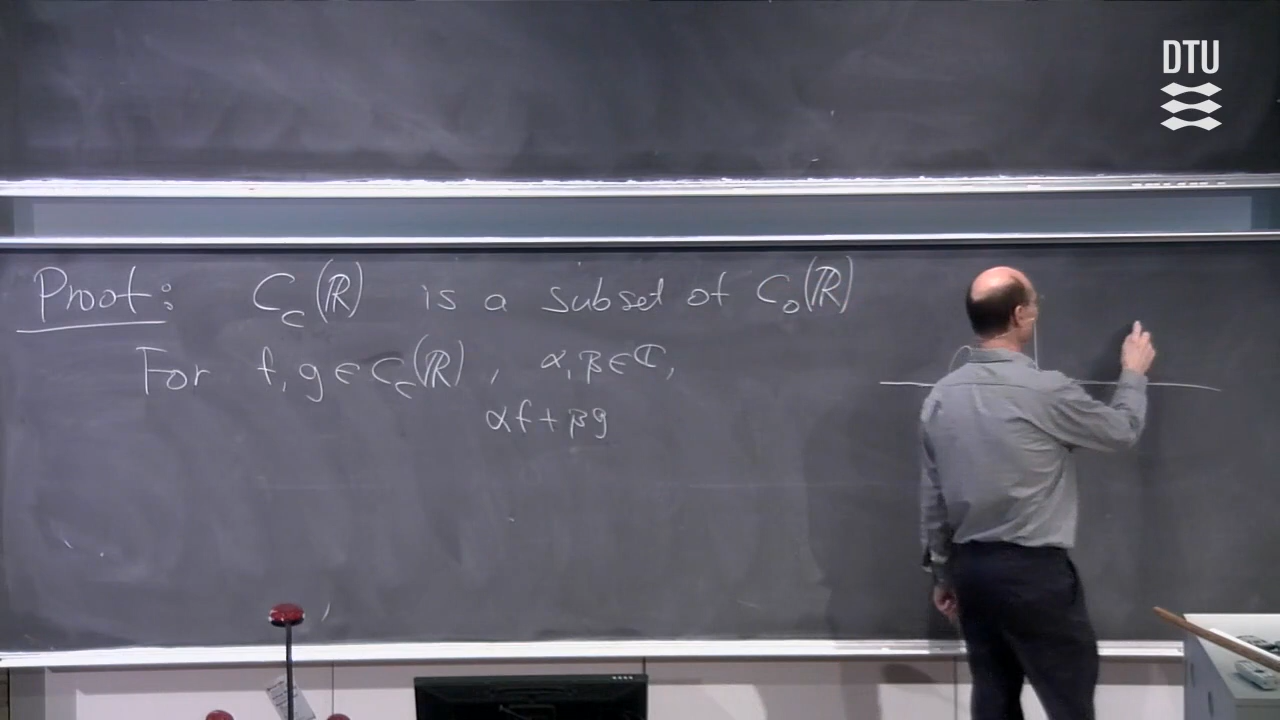 Proof: C_c(ℝ) is a subset of C_0(ℝ)
For f, g ∈ C_c(ℝ), α, β ∈ ℂ,
αf + βg
DTU